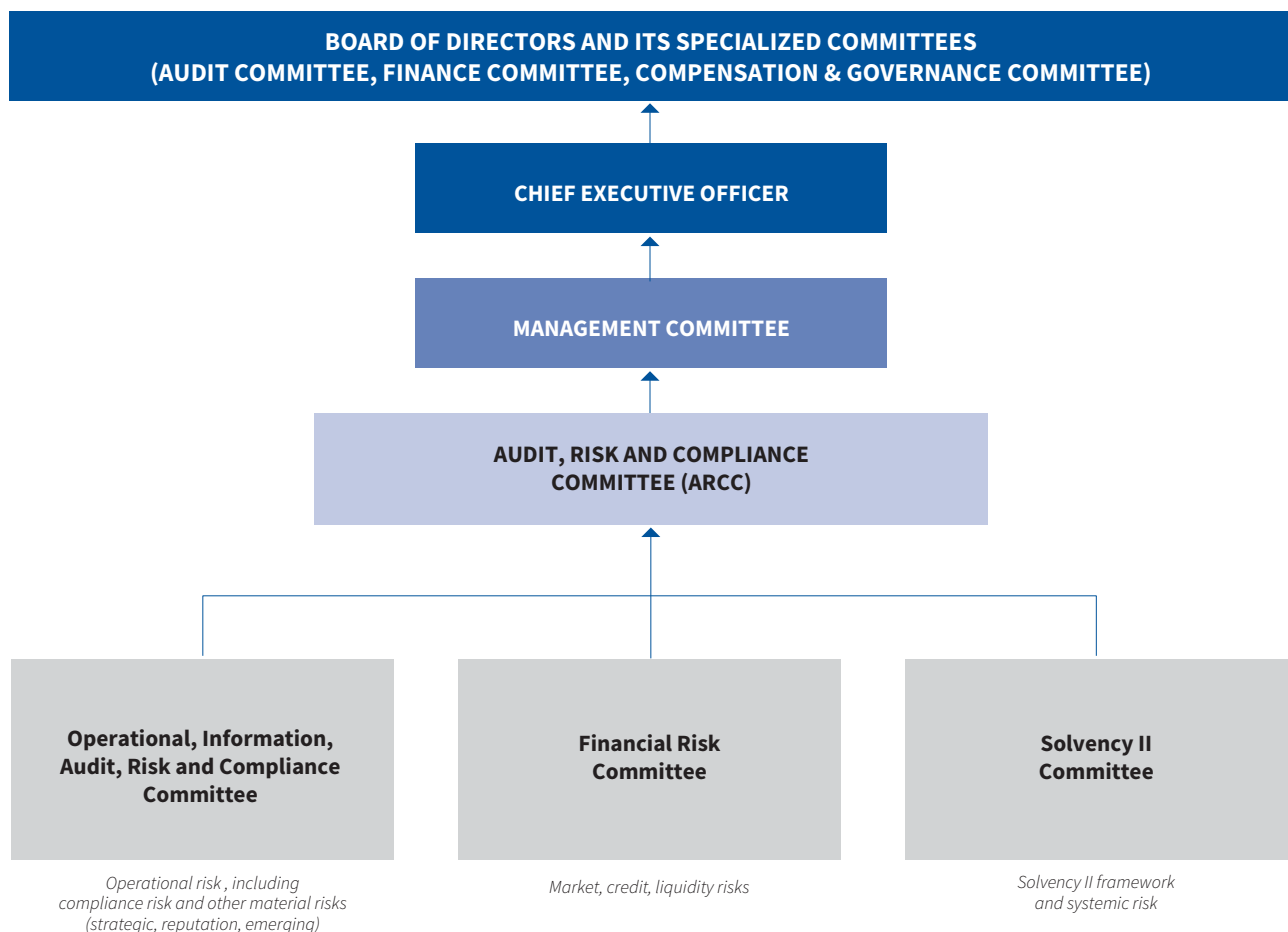 BOARD OF DIRECTORS AND ITS SPECIALIZED COMMITTEES
(AUDIT COMMITTEE, FINANCE COMMITTEE, COMPENSATION & GOVERNANCE COMMITTEE)
CHIEF EXECUTIVE OFFICER
MANAGEMENT COMMITTEE
AUDIT, RISK AND COMPLIANCE
COMMITTEE (ARCC)
Operational, Information,
Audit, Risk and Compliance
Committee
Operational risk , including
compliance risk and other material risks
(strategic, reputation, emerging)
Financial Risk
Committee
Market, credit, liquidity risks
Solvency II
Committee
Solvency II framework
and systemic risk